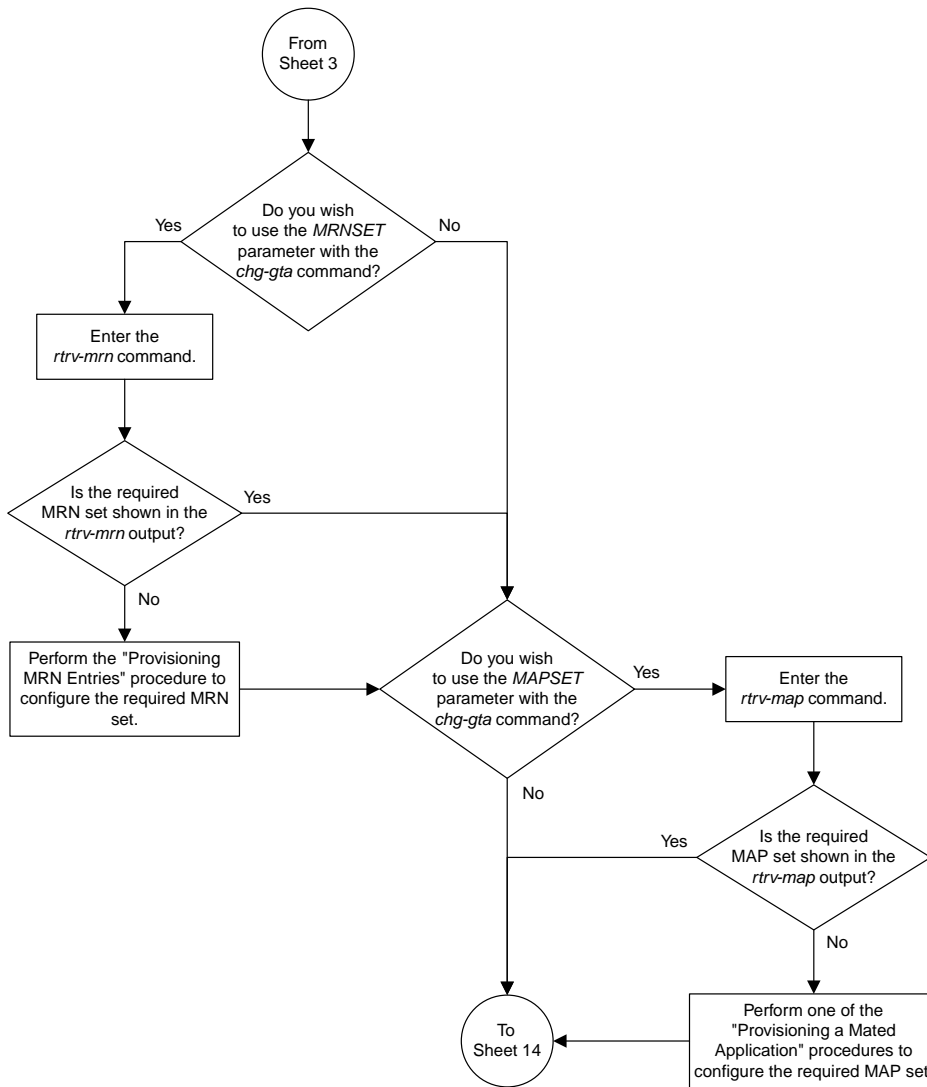 From
Sheet 3
Do you wish
to use the MRNSET
parameter with the
chg-gta command?
Yes
No
Enter the
rtrv-mrn command.
Is the required
MRN set shown in the
rtrv-mrn output?
Yes
No
Perform the "Provisioning
MRN Entries" procedure to
configure the required MRN
set.
Do you wish
to use the MAPSET
parameter with the
chg-gta command?
Yes
No
Enter the
rtrv-map command.
Is the required
MAP set shown in the
rtrv-map output?
Yes
No
Perform one of the
"Provisioning a Mated
Application" procedures to
configure the required MAP set
To
Sheet 14